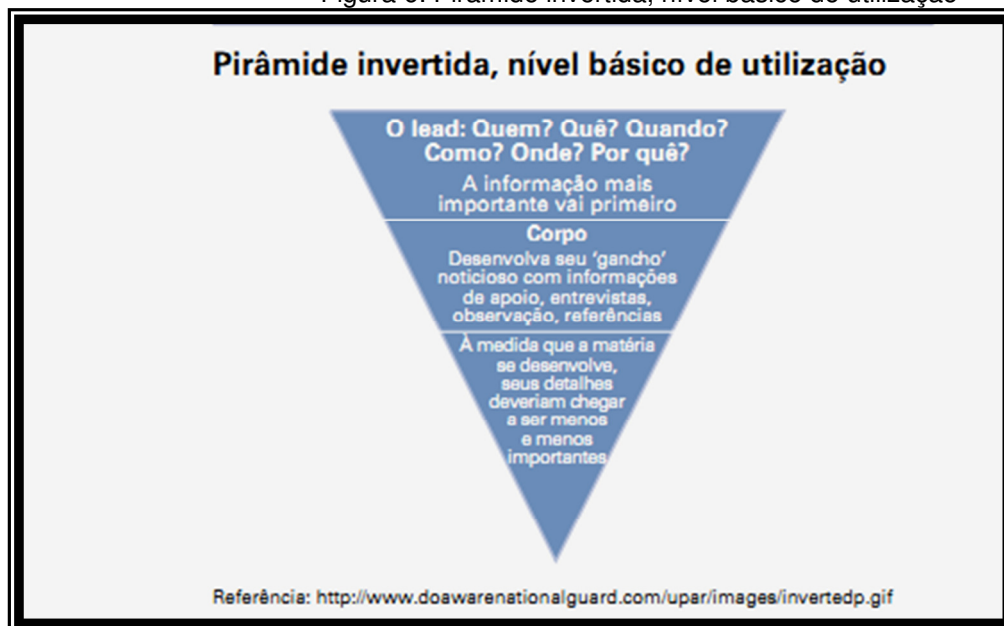 Pirâmide invertida, nível básico de utilização
O lead: Quem? Quê? Quando?
Como? Onde? Por quê?
A informação mais
importante vai primeiro
Corpo
Desenvolva seu ‘gancho’
noticioso com informações
de apoio, entrevistas,
observação, referências
À medida que a matéria
se desenvolve,
seus detalhes
deveriam chegar
a ser menos
e menos
importantes
Referência: http://www.doawarenationalguard.com/upar/images/invertedp.gif